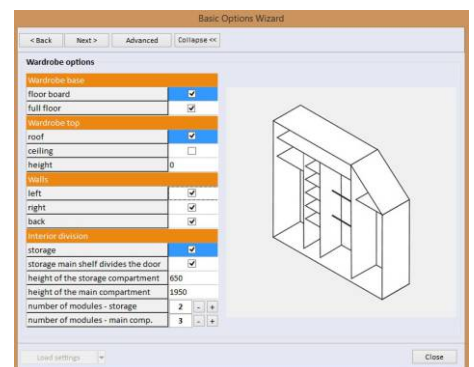 Basic Options Wizard
< Back Next > Advanced Collapse <<
Wardrobe options
Wardrobe base
floor board
full floor
Wardrobe top
roof
ceiling
height 0
Walls
left
right
back
Interior division
storage
storage main shelf divides the door
height of the storage compartment 650
height of the main compartment 1950
number of modules - storage 2 - +
number of modules - main comp. 3 - +
Load settings Close